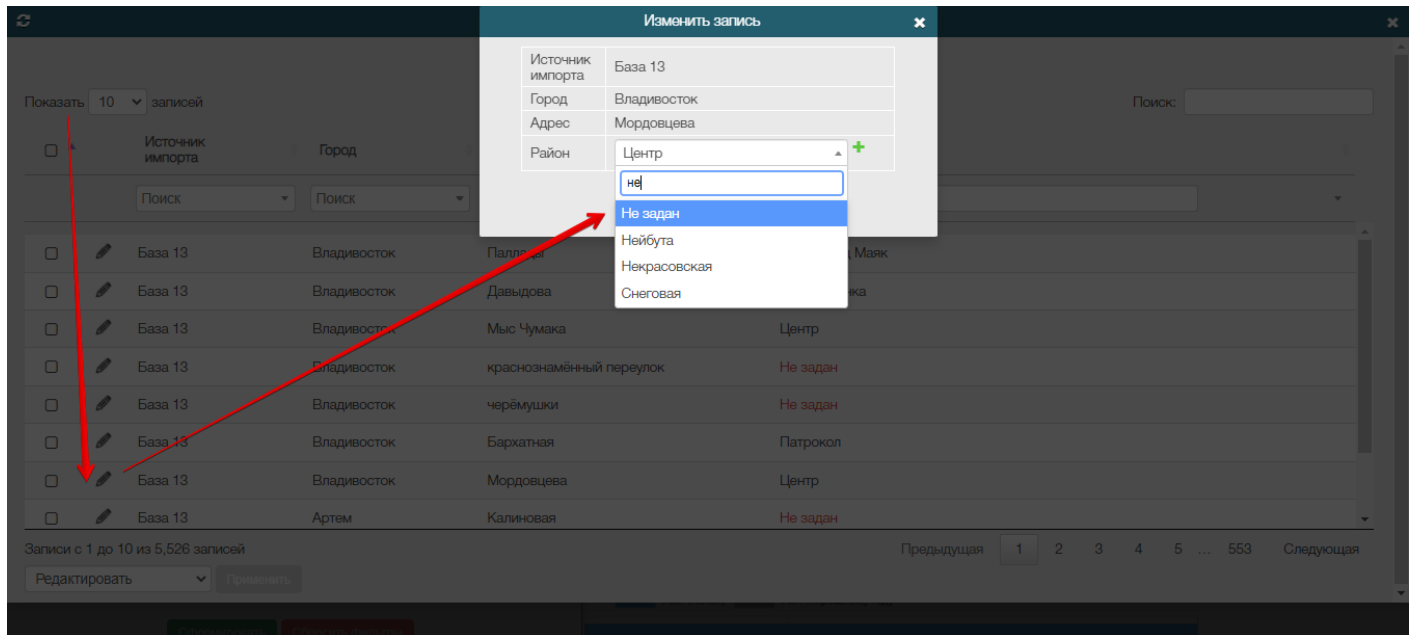 Изменить запись
Источник импорта
База 13
Город
Владивосток
Адрес
Мордовцева
Район
Центр
не
Не задан
Нейбута
Некрасовская
Снеговая
Показать 10 записей
Поиск:
Источник импорта
Город
Поиск
Поиск
База 13 Владивосток Маяк
База 13 Владивосток Давыдова
База 13 Владивосток Мыс Чумака Центр
База 13 Владивосток краснознамённый переулок Не задан
База 13 Владивосток черёмушки Не задан
База 13 Владивосток Бархатная Патрокол
База 13 Владивосток Мордовцева Центр
База 13 Артем Калиновая Не задан
Записи с 1 до 10 из 5,526 записей
Предыдущая 1 2 3 4 5 ... 553 Следующая
Редактировать
Применить